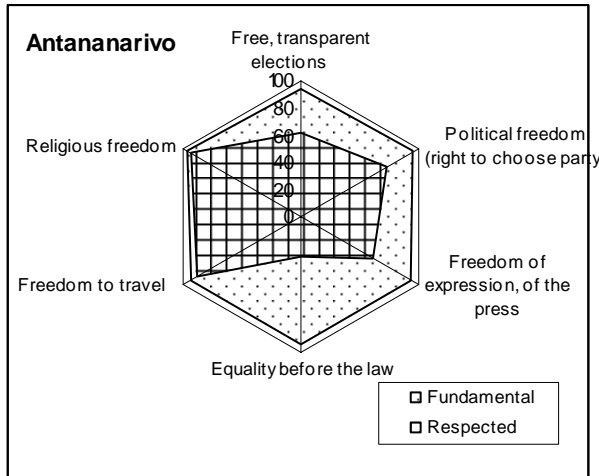 Antananarivo
Free, transparent
elections
100
80
60
40
20
0
Political freedom
(right to choose party
Religious freedom
Freedom of
expression, of the
press
Freedom to travel
Equality before the law
Fundamental
Respected